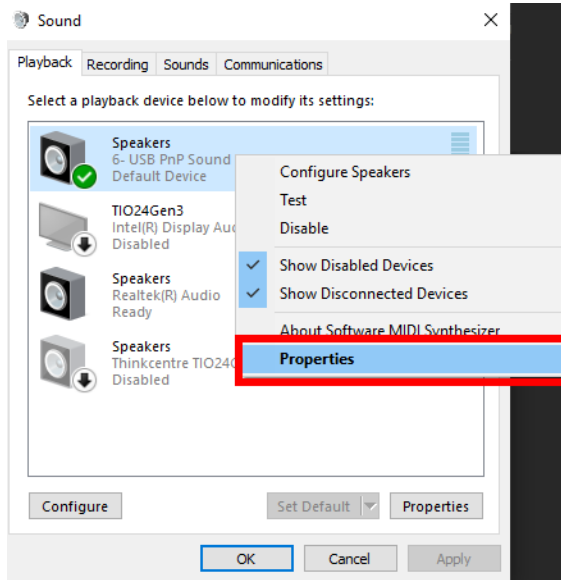 Sound
Playback Recording Sounds Communications
Select a playback device below to modify its settings:
Speakers
6- USB PnP Sound
Default Device
TIO24Gen3
Intel(R) Display Aud
Disabled
Speakers
Realtek(R) Audio
Ready
Speakers
Thinkcentre TIO24G
Disabled
Configure Speakers
Test
Disable
Show Disabled Devices
Show Disconnected Devices
About Software MIDI Synthesizer
Properties
Configure Set Default Properties
OK Cancel Apply